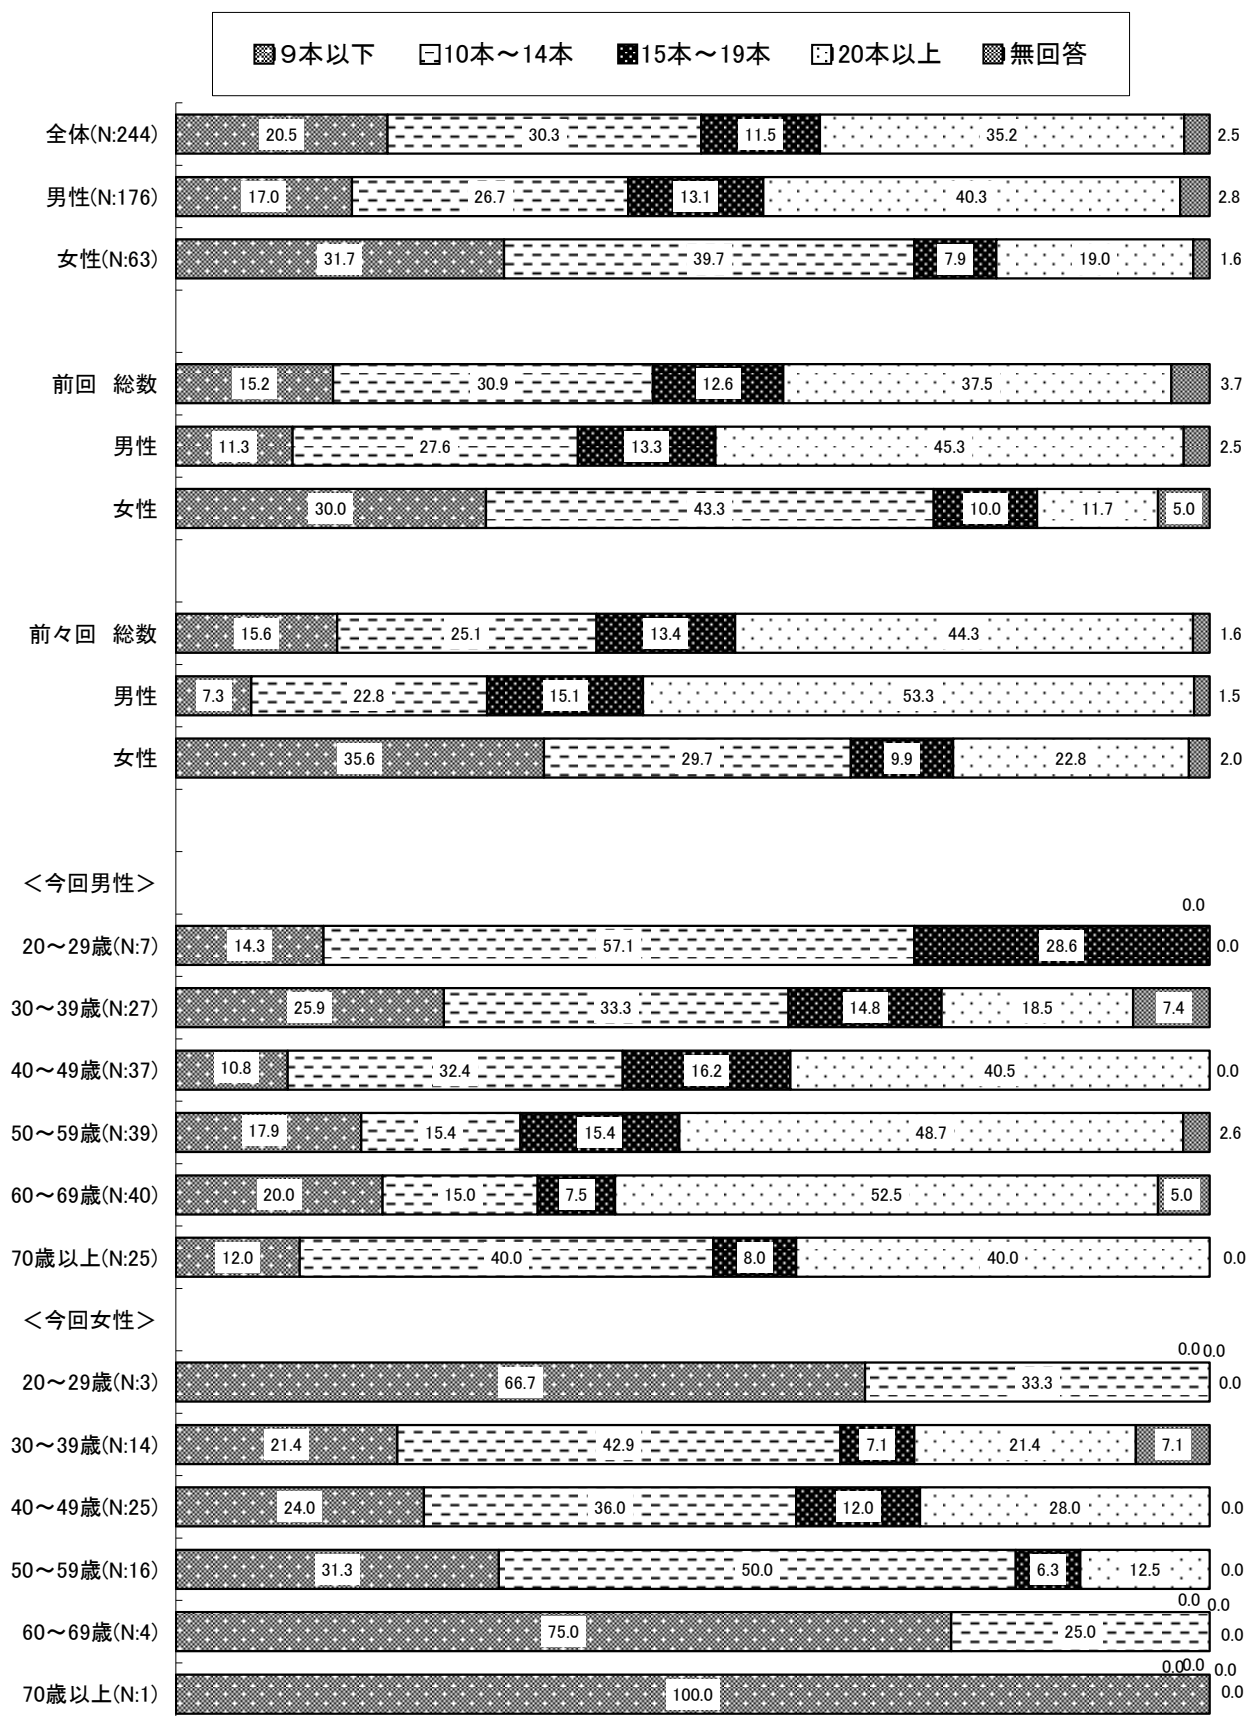 ９本以下 10本～14本 15本～19本 20本以上 無回答
全体(N:244) 20.5 30.3 11.5 35.2 2.5
男性(N:176) 17.0 26.7 13.1 40.3 2.8
女性(N:63) 31.7 39.7 7.9 19.0 1.6
前回　総数 15.2 30.9 12.6 37.5 3.7
男性 11.3 27.6 13.3 45.3 2.5
女性 30.0 43.3 10.0 11.7 5.0
前々回　総数 15.6 25.1 13.4 44.3 1.6
男性 7.3 22.8 15.1 53.3 1.5
女性 35.6 29.7 9.9 22.8 2.0
＜今回男性＞
0.0
20～29歳(N:7) 14.3 57.1 28.6 0.0
30～39歳(N:27) 25.9 33.3 14.8 18.5 7.4
40～49歳(N:37) 10.8 32.4 16.2 40.5 0.0
50～59歳(N:39) 17.9 15.4 15.4 48.7 2.6
60～69歳(N:40) 20.0 15.0 7.5 52.5 5.0
70歳以上(N:25) 12.0 40.0 8.0 40.0 0.0
＜今回女性＞
0.0 0.0
20～29歳(N:3) 66.7 33.3 0.0
30～39歳(N:14) 21.4 42.9 7.1 21.4 7.1
40～49歳(N:25) 24.0 36.0 12.0 28.0 0.0
50～59歳(N:16) 31.3 50.0 6.3 12.5 0.0
0.0 0.0
60～69歳(N:4) 75.0 25.0 0.0
0.0 0.0 0.0
70歳以上(N:1) 100.0 0.0